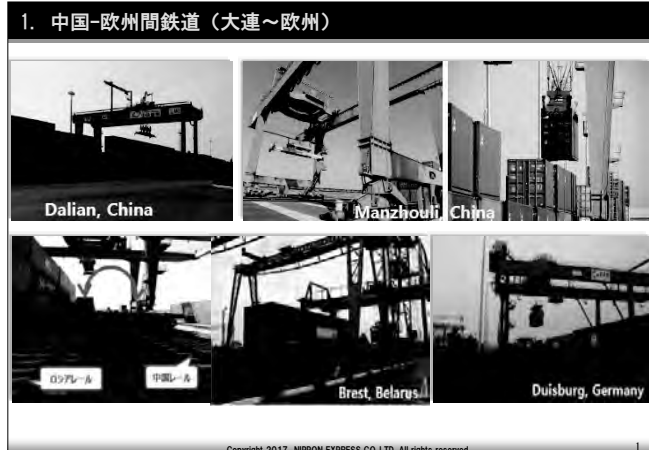 1. 中国-欧州間鉄道（大連～欧州）
Dalian, China
Manzhouli, China
ロシアレール
中国レール
Brest, Belarus
Duisburg, Germany
Copyright 2017 NIPPON EXPRESS CO.,LTD. All rights reserved.
1